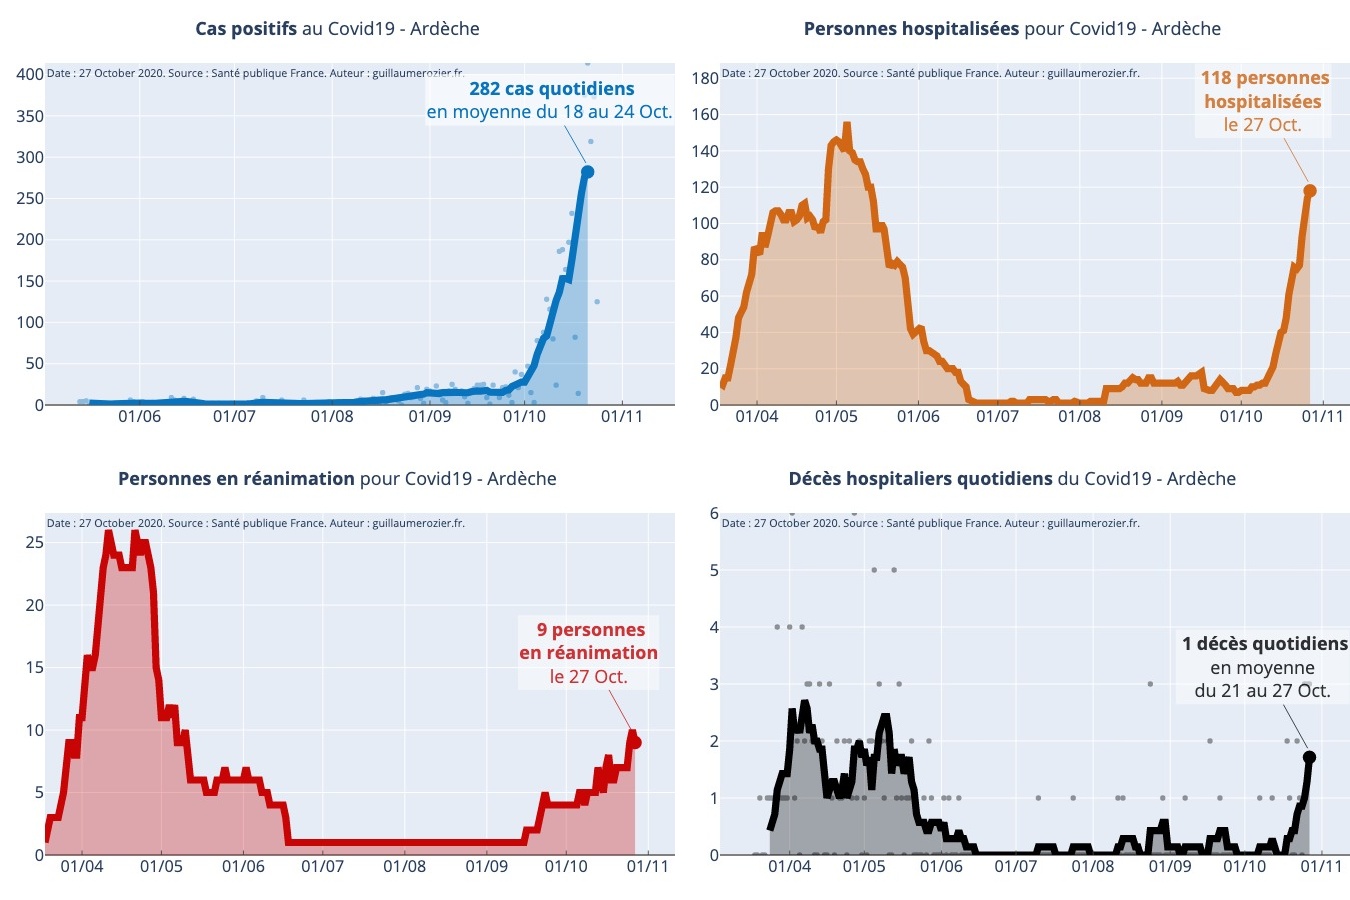 Cas positifs au Covid19 - Ardèche
Date : 27 October 2020. Source : Santé publique France. Auteur : guillaumerozier.fr.
282 cas quotidiens
en moyenne du 18 au 24 Oct.
400
350
300
250
200
150
100
50
0
01/06 01/07 01/08 01/09 01/10 01/11
Personnes hospitalisées pour Covid19 - Ardèche
Date : 27 October 2020. Source : Santé publique France. Auteur : guillaumerozier.fr.
118 personnes
hospitalisées
le 27 Oct.
180
160
140
120
100
80
60
40
20
0
01/04 01/05 01/06 01/07 01/08 01/09 01/10 01/11
Personnes en réanimation pour Covid19 - Ardèche
Date : 27 October 2020. Source : Santé publique France. Auteur : guillaumerozier.fr.
9 personnes
en réanimation
le 27 Oct.
25
20
15
10
5
0
01/04 01/05 01/06 01/07 01/08 01/09 01/10 01/11
Décès hospitaliers quotidiens du Covid19 - Ardèche
Date : 27 October 2020. Source : Santé publique France. Auteur : guillaumerozier.fr.
1 décès quotidiens
en moyenne
du 21 au 27 Oct.
6
5
4
3
2
1
0
01/04 01/05 01/06 01/07 01/08 01/09 01/10 01/11